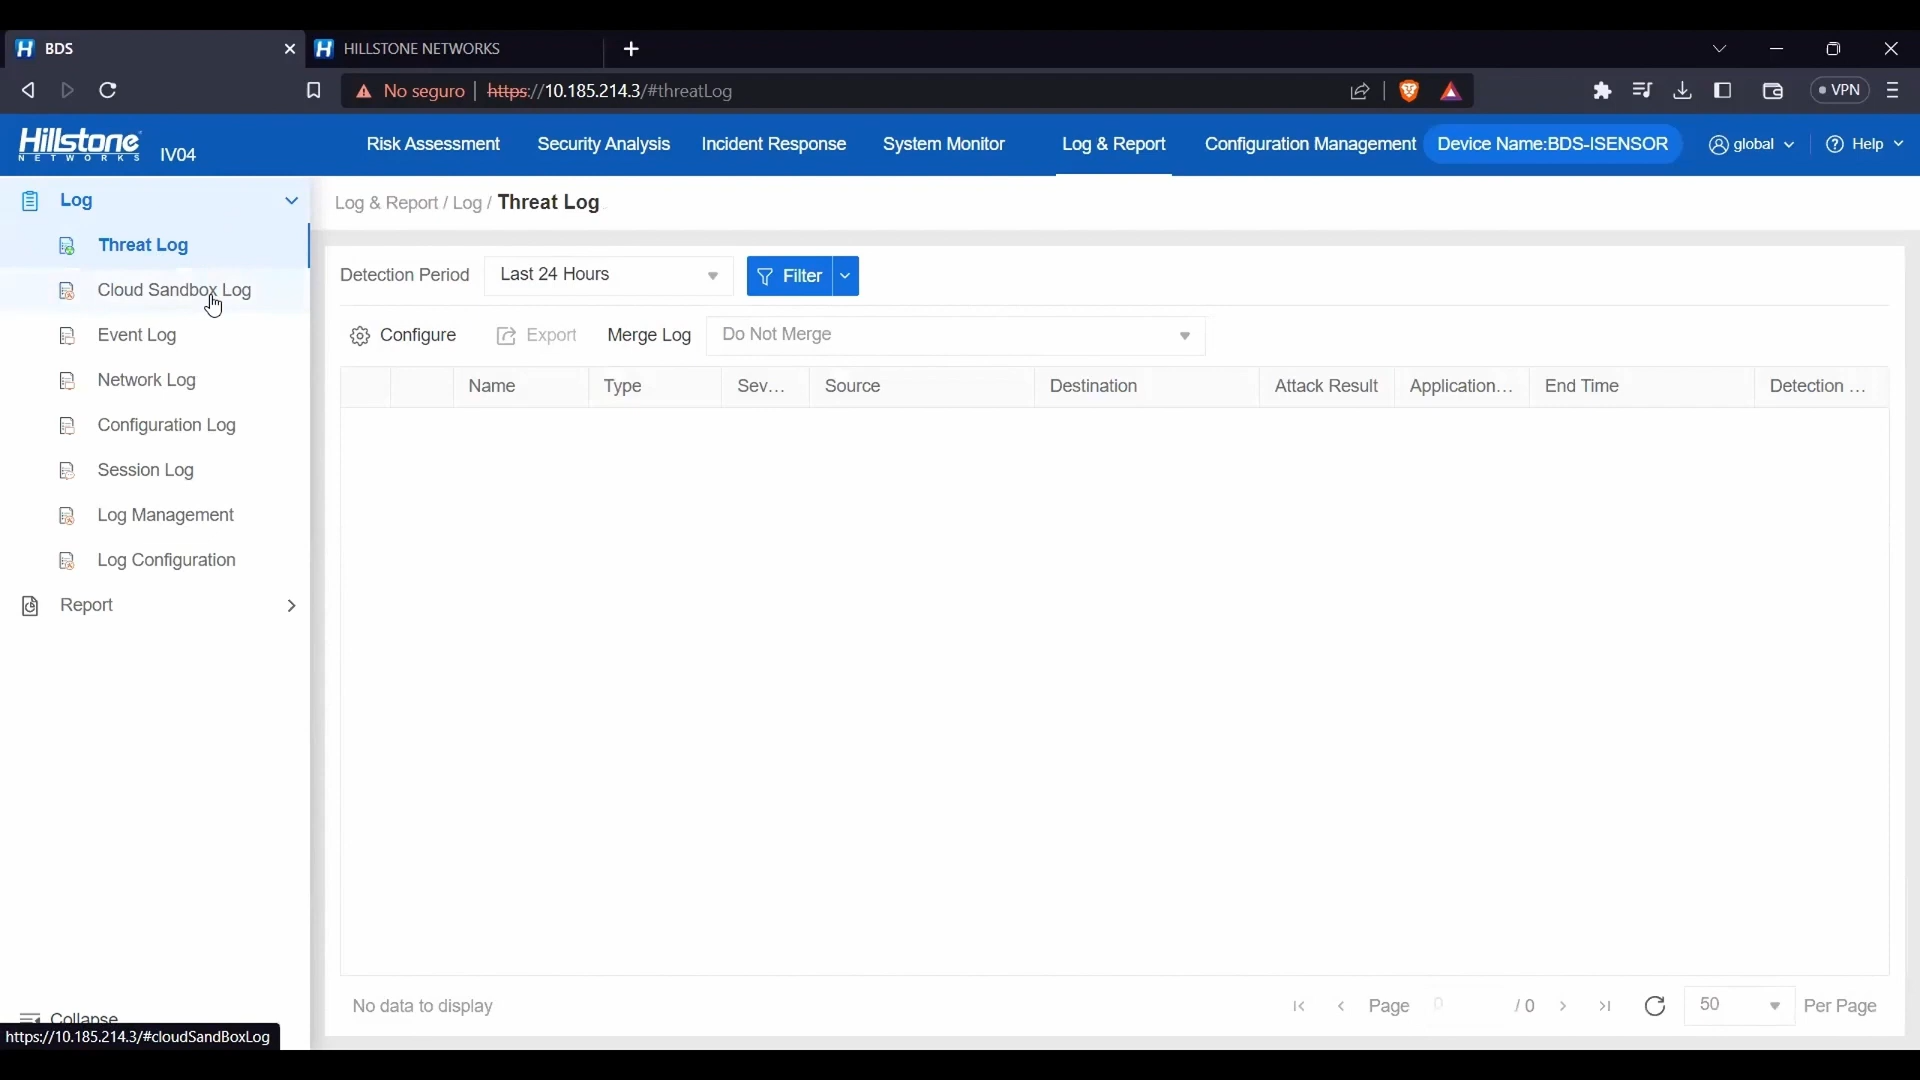 BDS
HILLSTONE NETWORKS
No seguro
https://10.185.214.3/#threatLog
VPN
Hillstone
NETWORKS
IV04
Risk Assessment
Security Analysis
Incident Response
System Monitor
Log & Report
Configuration Management
Device Name:BDS-ISENSOR
global
Help
Log
Threat Log
Cloud Sandbox Log
Event Log
Network Log
Configuration Log
Session Log
Log Management
Log Configuration
Report
Collapse
https://10.185.214.3/#cloudSandBoxLog
Log & Report / Log / Threat Log
Detection Period
Last 24 Hours
Filter
Configure
Export
Merge Log
Do Not Merge
Name
Type
Sev...
Source
Destination
Attack Result
Application...
End Time
Detection ...
No data to display
Page
0
/ 0
50
Per Page